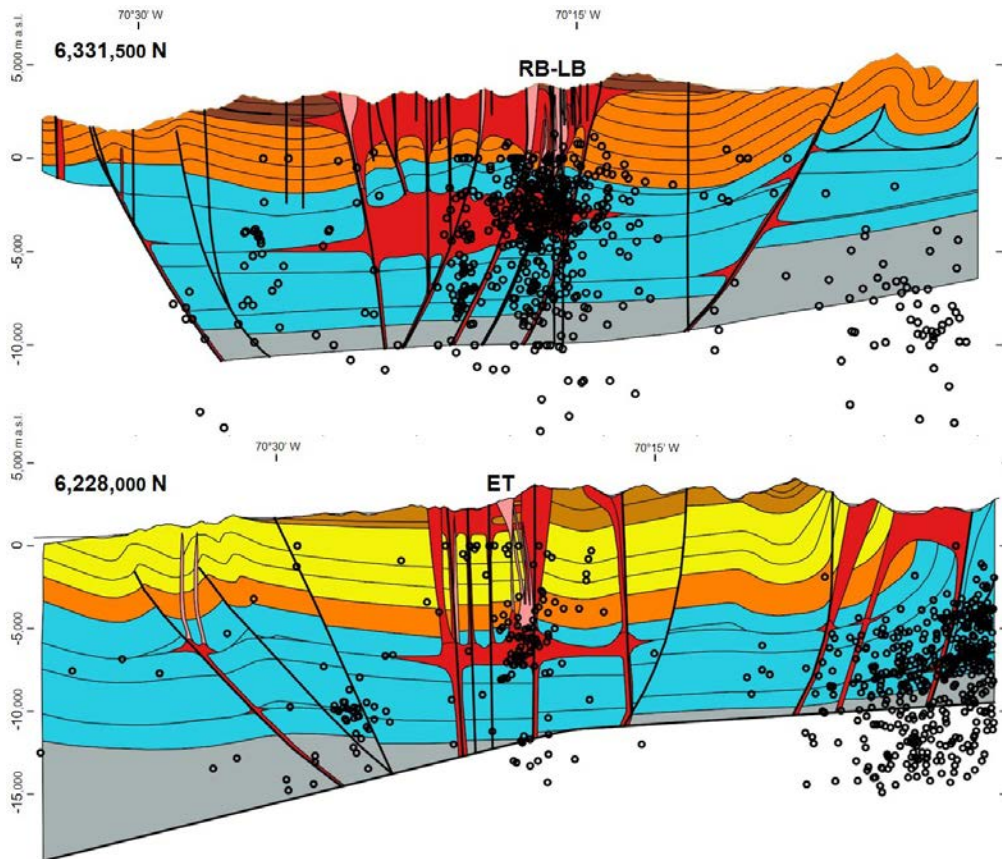 70°30' W 70°15' W
6,331,500 N
RB-LB
5,000 m a.s.l.
0
-5,000
-10,000
70°30' W 70°15' W
6,228,000 N
ET
5,000 m a.s.l.
0
-5,000
-10,000
-15,000